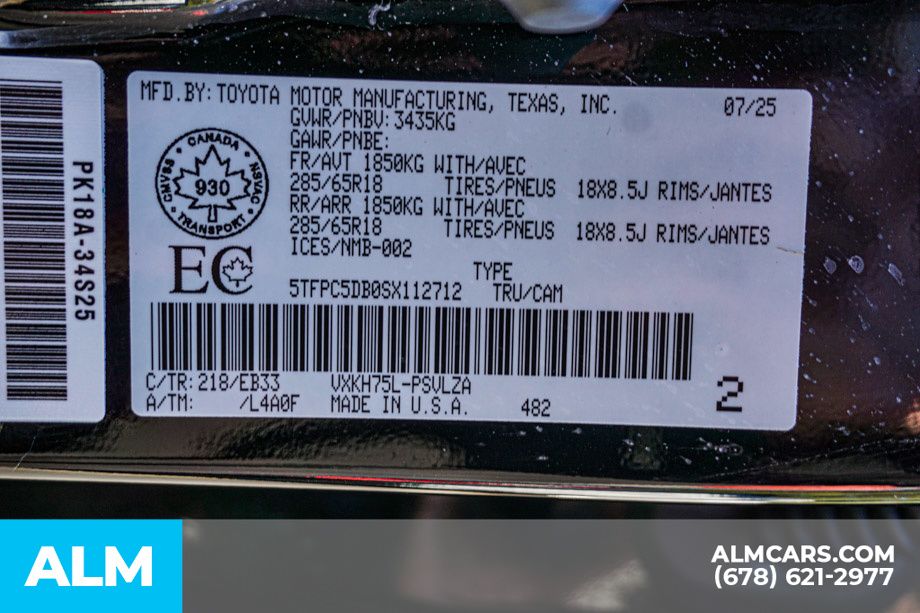 PK18A-34S25
MFD.BY: TOYOTA MOTOR MANUFACTURING, TEXAS, INC. 07/25
GVWR/PNBV: 3435KG
GAWR/PNBE:
FR/AVT 1850KG WITH/AVEC
285/65R18 TIRES/PNEUS 18X8.5J RIMS/JANTES
RR/ARR 1850KG WITH/AVEC
285/65R18 TIRES/PNEUS 18X8.5J RIMS/JANTES
ICES/NMB-002
CANADA
CMVSS
NSVAC
930
TRANSPORT
EC
TYPE
5TFPC5DB0SX112712 TRU/CAM
C/TR: 218/EB33 VXKH75L-PSVLZA
A/TM: /L4A0F MADE IN U.S.A. 482
2
ALM
ALMCARS.COM
(678) 621-2977